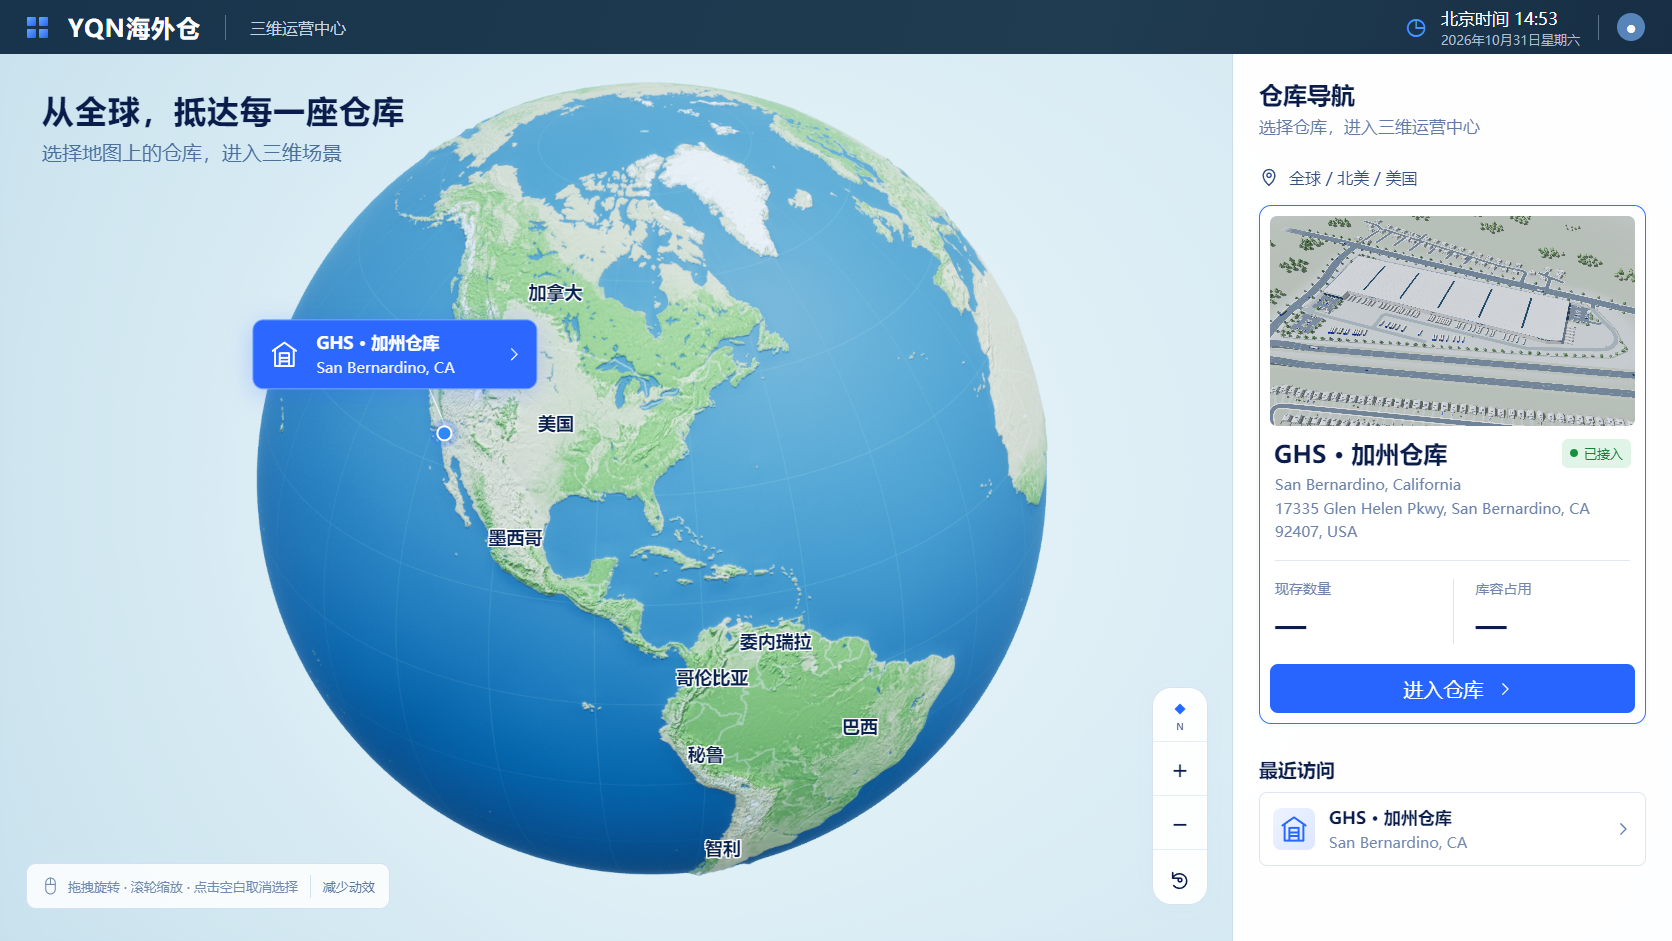 YQN海外仓
三维运营中心
北京时间 14:53
2026年10月31日星期六
从全球，抵达每一座仓库
选择地图上的仓库，进入三维场景
加拿大
GHS • 加州仓库
San Bernardino, CA
美国
墨西哥
委内瑞拉
哥伦比亚
巴西
秘鲁
智利
N
拖拽旋转 · 滚轮缩放 · 点击空白取消选择
减少动效
仓库导航
选择仓库，进入三维运营中心
全球 / 北美 / 美国
GHS • 加州仓库
已接入
San Bernardino, California
17335 Glen Helen Pkwy, San Bernardino, CA
92407, USA
现存数量
库容占用
—
—
进入仓库
最近访问
GHS • 加州仓库
San Bernardino, CA